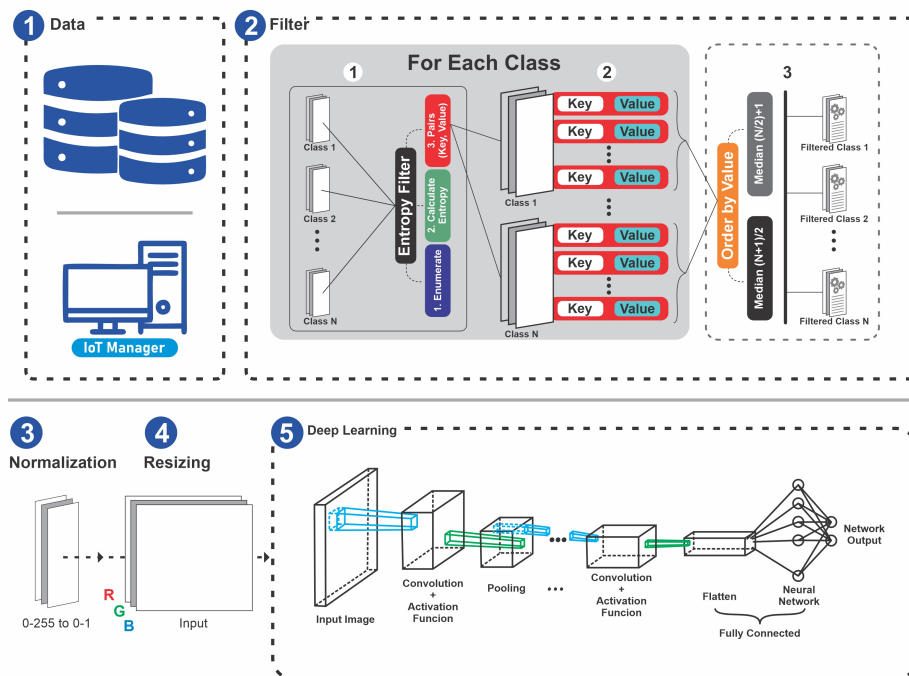 1 Data
IoT Manager
2 Filter
For Each Class
1
Class 1
Class 2
Class N
Entropy Filter
3. Pairs
(Key, Value)
2. Calculate
Entropy
1. Enumerate
2
Key Value
Key Value
Key Value
Class 1
Key Value
Key Value
Key Value
Class N
3
Order by Value
Median (N/2)+1
Median (N+1)/2
Filtered Class 1
Filtered Class 2
Filtered Class N
3
Normalization
0-255 to 0-1
4
Resizing
R
G
B
Input
5 Deep Learning
Input Image
Convolution
+
Activation
Funcion
Pooling
...
Convolution
+
Activation
Funcion
Flatten
Neural
Network
Fully Connected
Network
Output